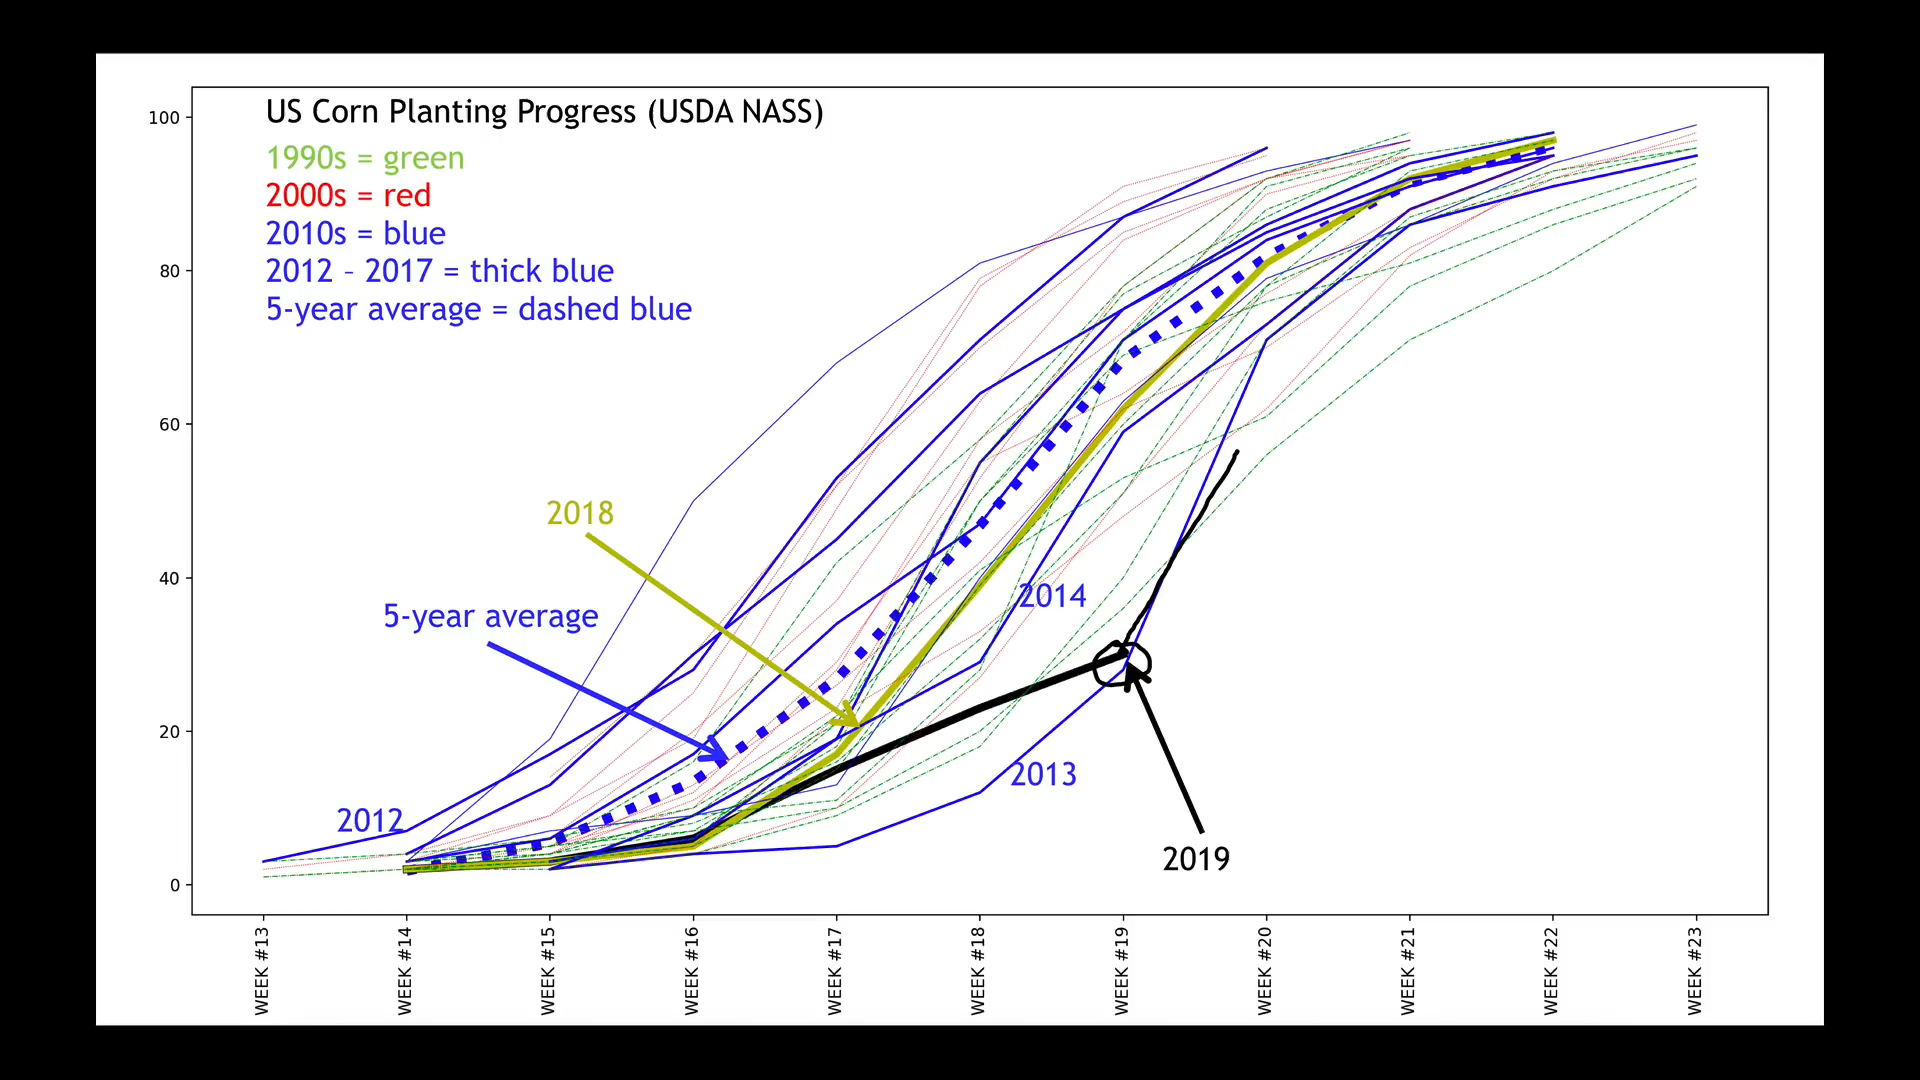 US Corn Planting Progress (USDA NASS)
1990s = green
2000s = red
2010s = blue
2012 - 2017 = thick blue
5-year average = dashed blue
100
80
60
40
20
0
2018
5-year average
2012
2014
2013
2019
WEEK #13
WEEK #14
WEEK #15
WEEK #16
WEEK #17
WEEK #18
WEEK #19
WEEK #20
WEEK #21
WEEK #22
WEEK #23